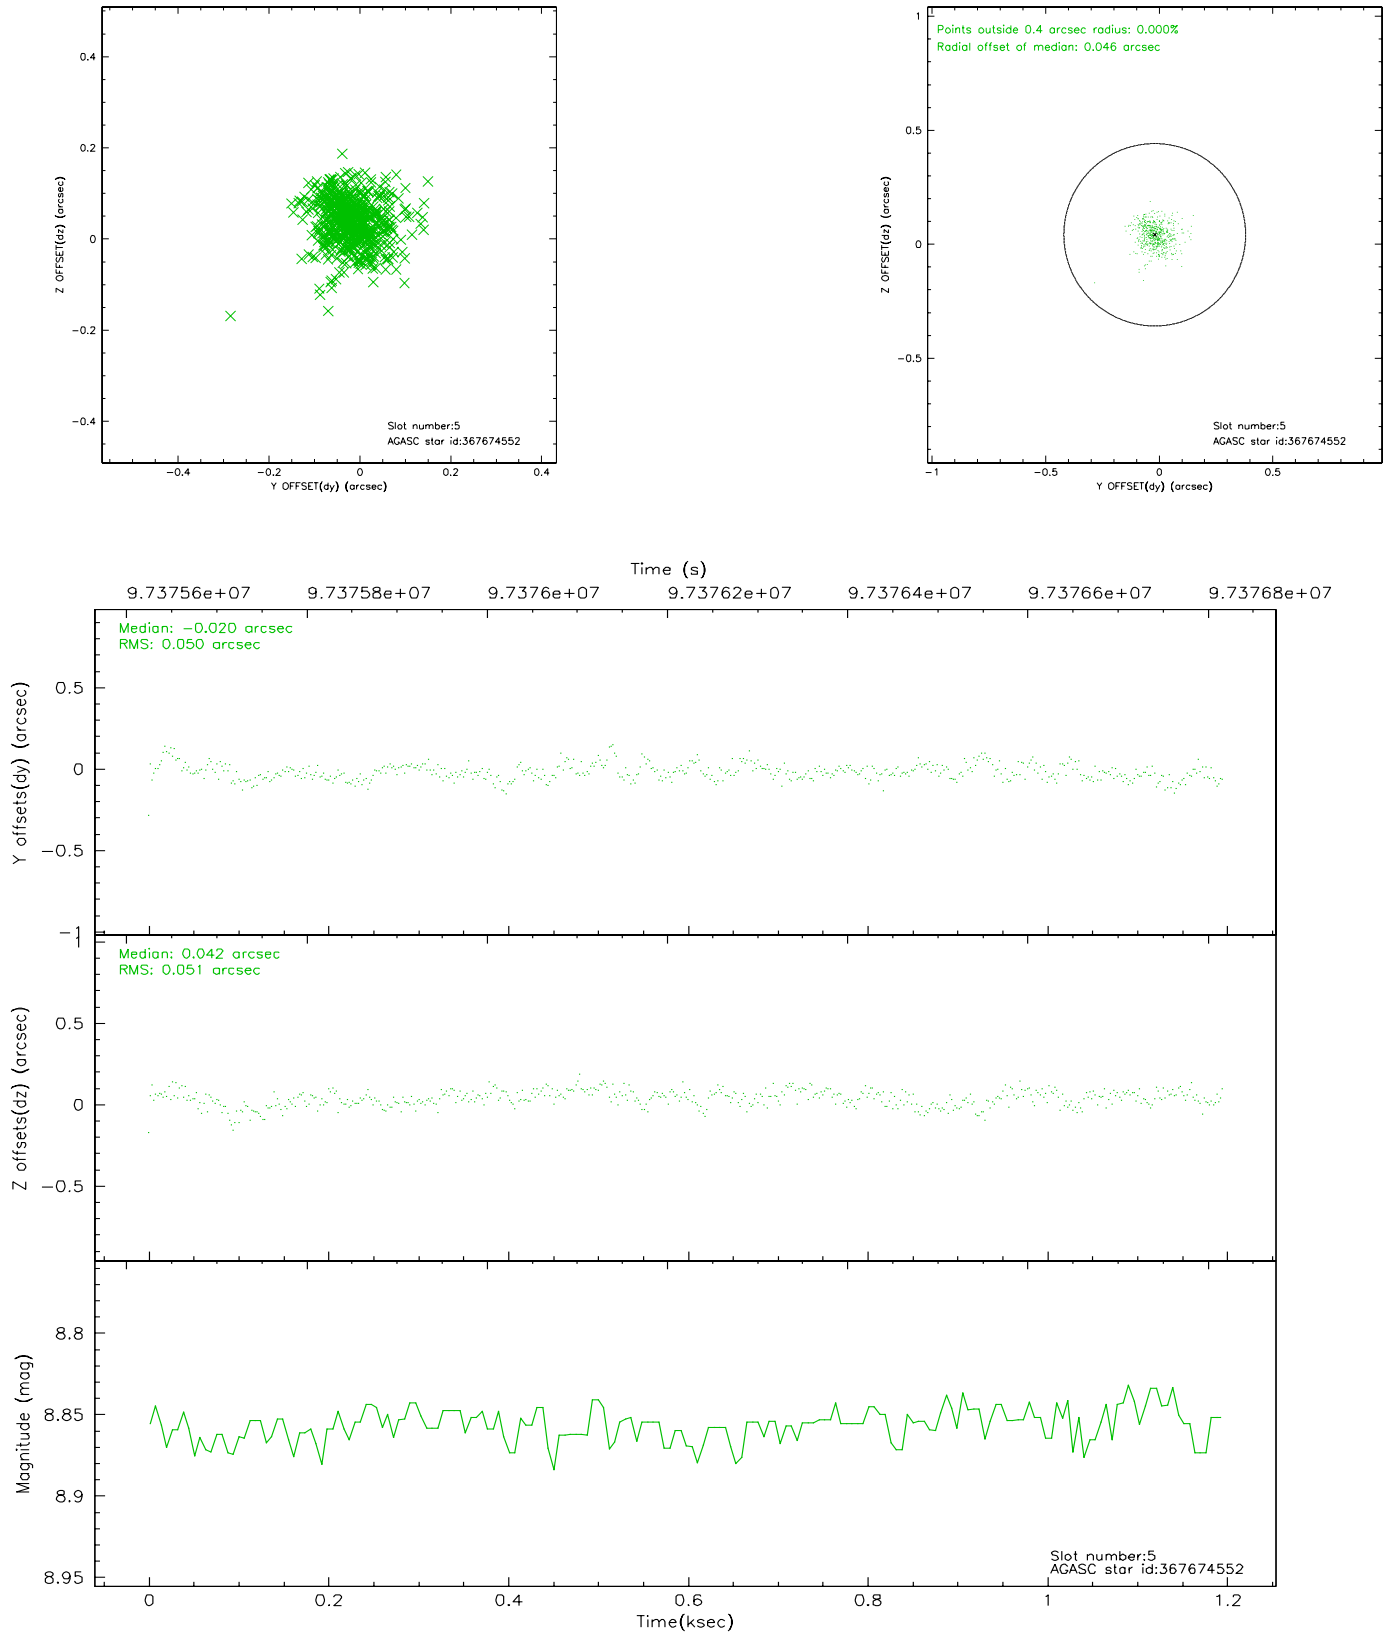 0.4
0.2
0
−0.2
−0.4
Z OFFSET(dz) (arcsec)
Slot number:5
AGASC star id:367674552
−0.4
−0.2
0
0.2
0.4
Y OFFSET(dy) (arcsec)
Points outside 0.4 arcsec radius: 0.000%
Radial offset of median: 0.046 arcsec
1
0.5
0
−0.5
Z OFFSET(dz) (arcsec)
Slot number:5
AGASC star id:367674552
−1
−0.5
0
0.5
Y OFFSET(dy) (arcsec)
Time (s)
9.73756e+07
9.73758e+07
9.7376e+07
9.73762e+07
9.73764e+07
9.73766e+07
9.73768e+07
Median: −0.020 arcsec
RMS: 0.050 arcsec
0.5
0
−0.5
−1
Y offsets(dy) (arcsec)
Median: 0.042 arcsec
RMS: 0.051 arcsec
1
0.5
0
−0.5
Z offsets(dz) (arcsec)
8.8
8.85
8.9
8.95
Magnitude (mag)
Slot number:5
AGASC star id:367674552
0
0.2
0.4
0.6
0.8
1
1.2
Time(ksec)